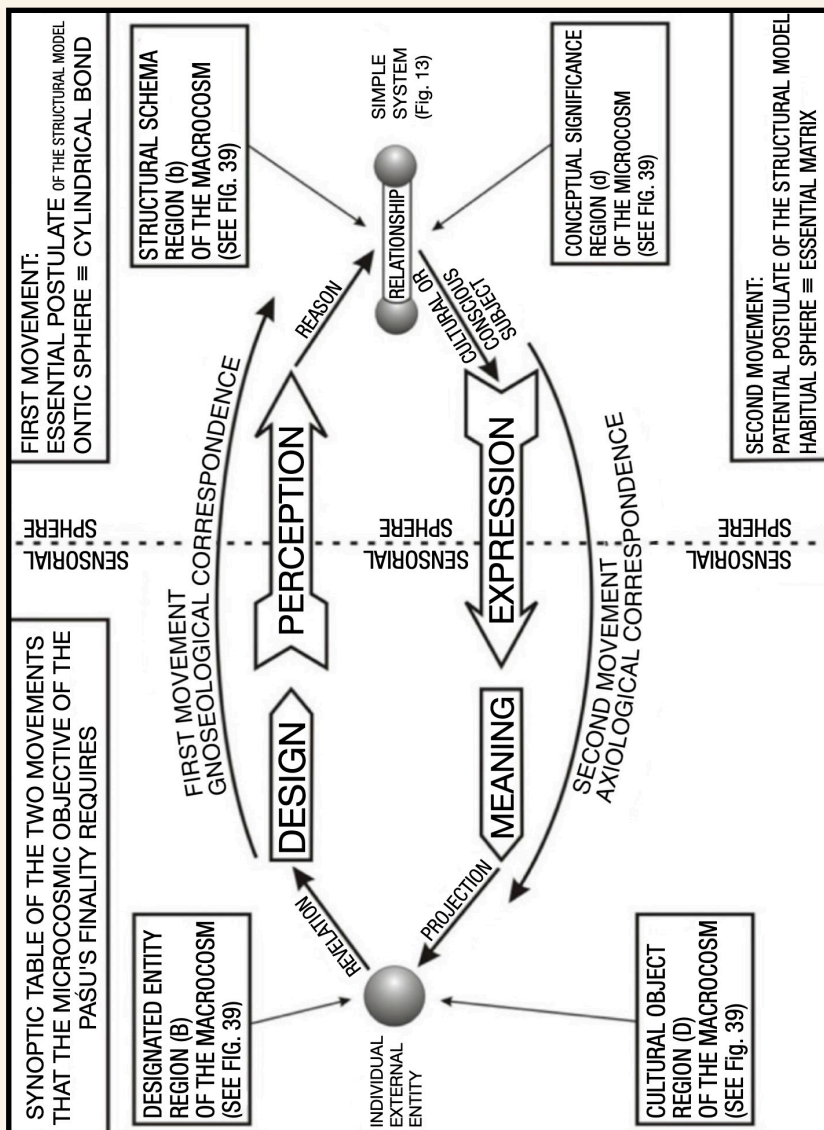 SYNOPTIC TABLE OF THE TWO MOVEMENTS
THAT THE MICROCOSMIC OBJECTIVE OF THE
PAŚU'S FINALITY REQUIRES
FIRST MOVEMENT:
ESSENTIAL POSTULATE OF THE STRUCTURAL MODEL
ONTIC SPHERE ≡ CYLINDRICAL BOND
DESIGNATED ENTITY
REGION (B)
OF THE MACROCOSM
(SEE FIG. 39)
SENSORIAL
SPHERE
STRUCTURAL SCHEMA
REGION (b)
OF THE MACROCOSM
(SEE FIG. 39)
FIRST MOVEMENT
GNOSEOLOGICAL CORRESPONDENCE
REVELATION
DESIGN
PERCEPTION
REASON
INDIVIDUAL
EXTERNAL
ENTITY
SENSORIAL
SPHERE
RELATIONSHIP
SIMPLE
SYSTEM
(Fig. 13)
PROJECTION
MEANING
EXPRESSION
CULTURAL OR
CONSCIOUS
SUBJECT
SECOND MOVEMENT
AXIOLOGICAL CORRESPONDENCE
CULTURAL OBJECT
REGION (D)
OF THE MACROCOSM
(SEE Fig. 39)
CONCEPTUAL SIGNIFICANCE
REGION (d)
OF THE MICROCOSM
(SEE FIG. 39)
SENSORIAL
SPHERE
SECOND MOVEMENT:
PATENTIAL POSTULATE OF THE STRUCTURAL MODEL
HABITUAL SPHERE ≡ ESSENTIAL MATRIX